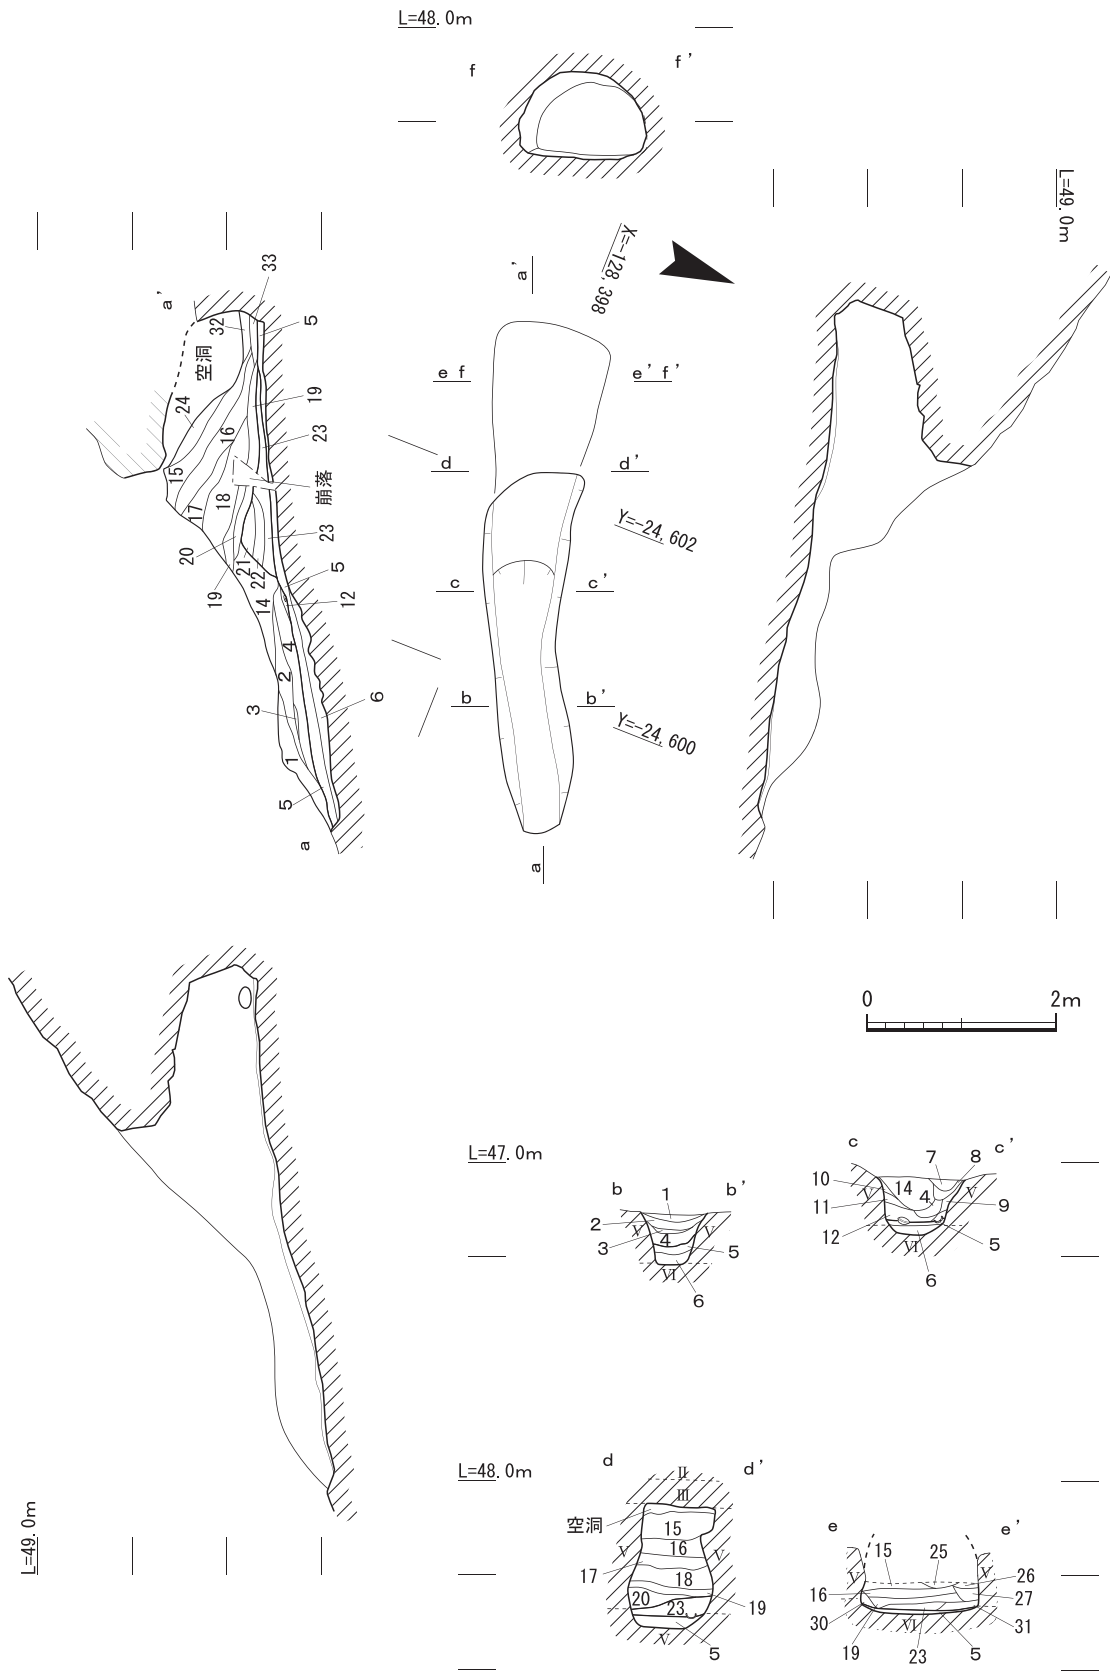 L=48.0m
f
f'
L=49.0m
X=-128,398
a'
a'
33
32
5
空洞
e f
e' f'
24
19
16
23
15
d
d'
崩落
18
17
Y=-24,602
23
20
21
22
5
c
c'
19
14
12
4
2
6
b
b'
3
Y=-24,600
1
5
a
a
0
2m
L=47.0m
c
c'
7
8
10
14
4
V
V
11
9
12
5
VI
6
b
b'
1
2
V
V
3
4
5
VI
6
L=48.0m
d
d'
II
III
空洞
15
16
V
V
17
18
20
19
23
5
V
e
e'
15
25
V
V
26
16
27
30
31
VI
19
23
5
L=49.0m